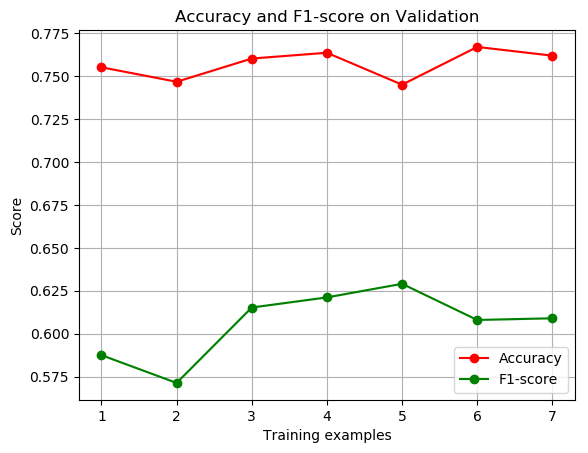 Accuracy and F1-score on Validation
Score
0.775
0.750
0.725
0.700
0.675
0.650
0.625
0.600
0.575
Accuracy
F1-score
1 2 3 4 5 6 7
Training examples